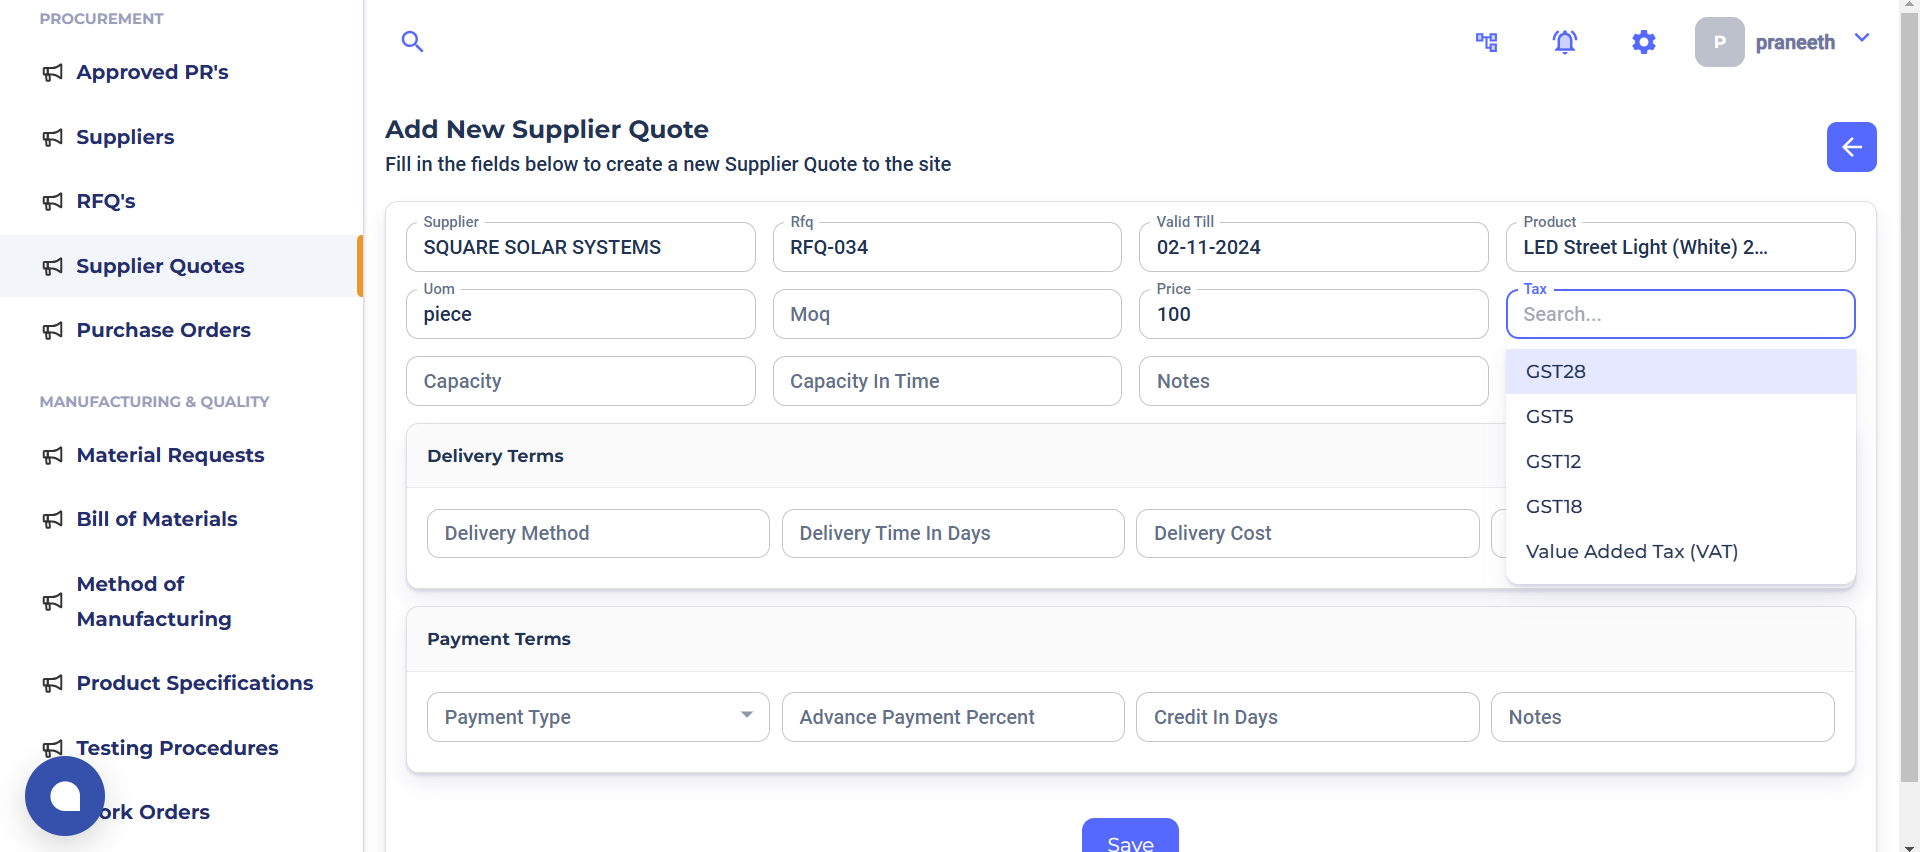 PROCUREMENT
Approved PR's
Suppliers
RFQ's
Supplier Quotes
Purchase Orders
MANUFACTURING & QUALITY
Material Requests
Bill of Materials
Method of
Manufacturing
Product Specifications
Testing Procedures
ork Orders
P praneeth
Add New Supplier Quote
Fill in the fields below to create a new Supplier Quote to the site
Supplier
SQUARE SOLAR SYSTEMS
Rfq
RFQ-034
Valid Till
02-11-2024
Product
LED Street Light (White) 2...
Uom
piece
Moq
Price
100
Tax
Search...
Capacity
Capacity In Time
Notes
GST28
GST5
GST12
GST18
Value Added Tax (VAT)
Delivery Terms
Delivery Method
Delivery Time In Days
Delivery Cost
Payment Terms
Payment Type
Advance Payment Percent
Credit In Days
Notes
Save